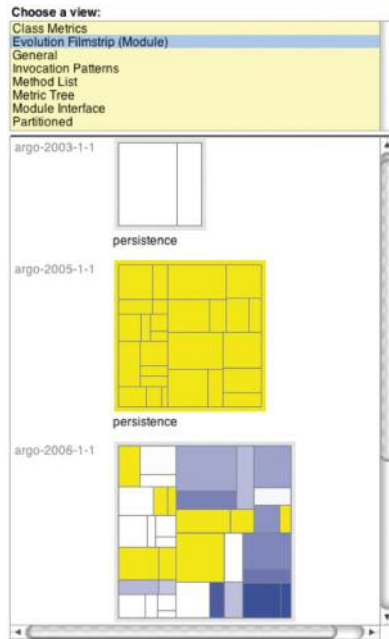 Choose a view:
Class Metrics
Evolution Filmstrip (Module)
General
Invocation Patterns
Method List
Metric Tree
Module Interface
Partitioned
argo-2003-1-1
persistence
argo-2005-1-1
persistence
argo-2006-1-1